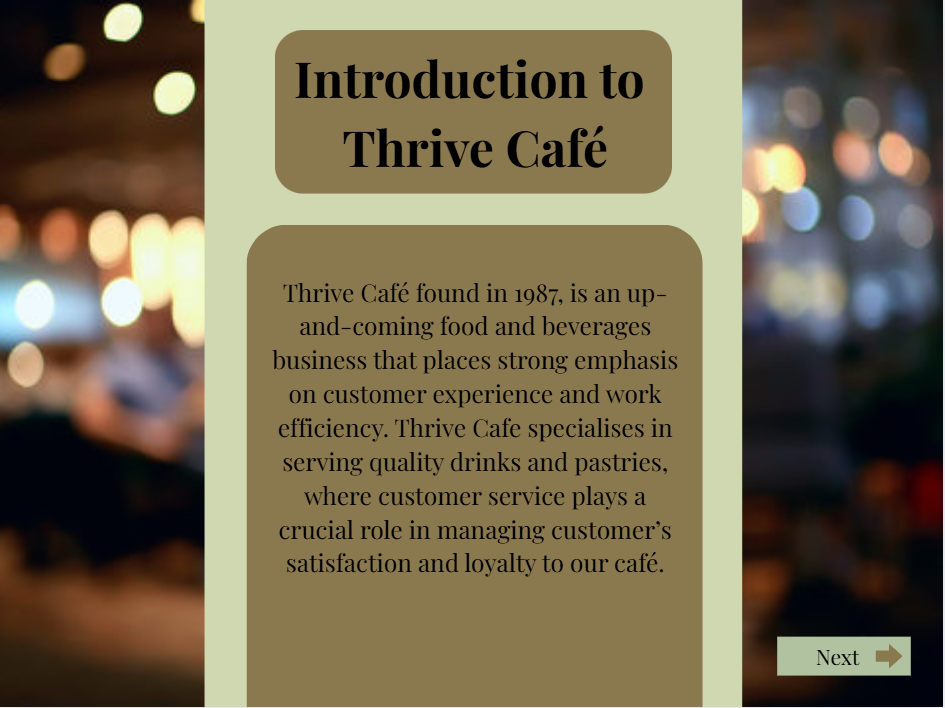 Introduction to
Thrive Café
Thrive Café found in 1987, is an up-
and-coming food and beverages
business that places strong emphasis
on customer experience and work
efficiency. Thrive Cafe specialises in
serving quality drinks and pastries,
where customer service plays a
crucial role in managing customer’s
satisfaction and loyalty to our café.
Next